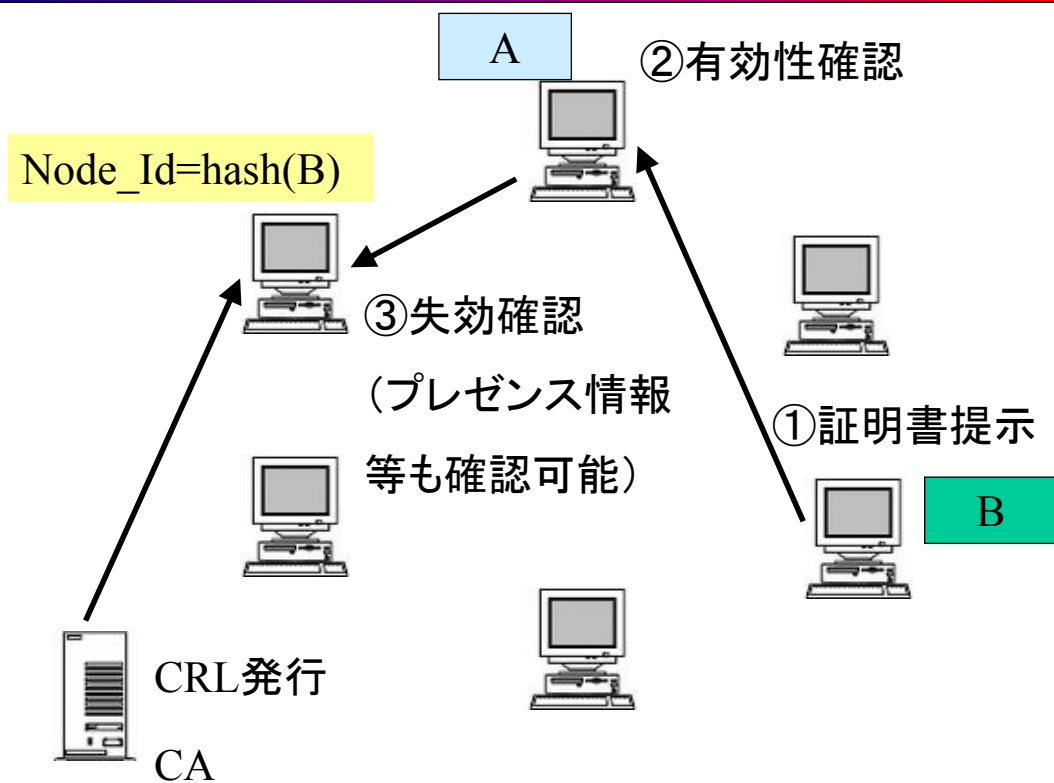 A
②有効性確認
Node_Id=hash(B)
③失効確認
（プレゼンス情報
等も確認可能）
①証明書提示
B
CRL発行
CA